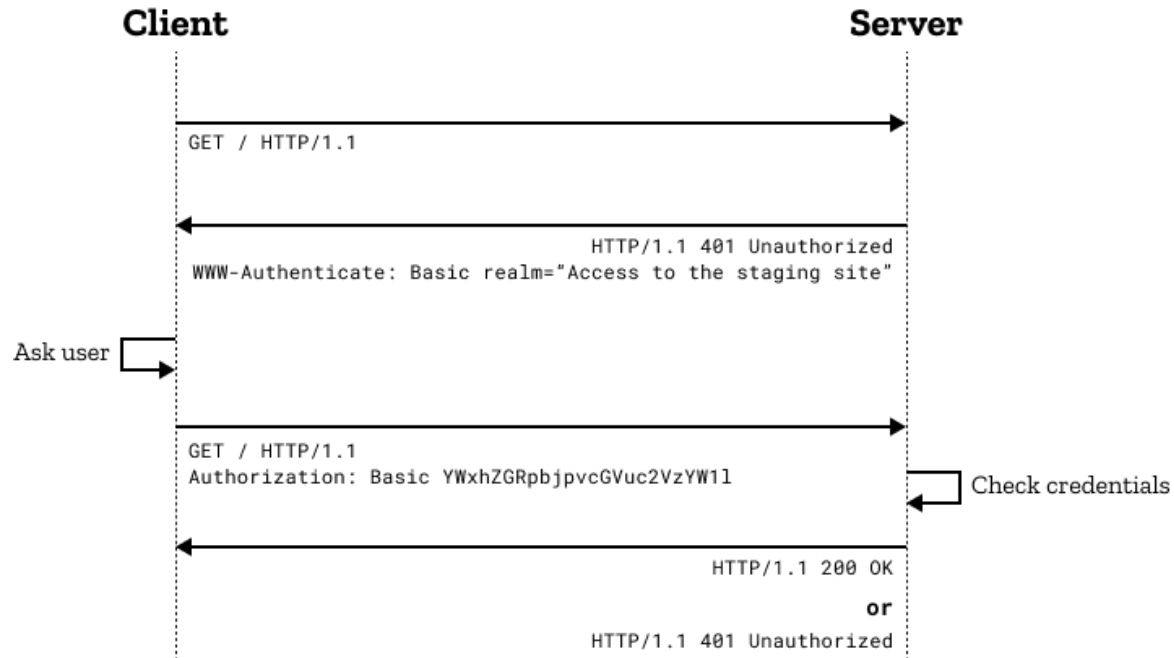 Client
Server
GET / HTTP/1.1
HTTP/1.1 401 Unauthorized
WWW-Authenticate: Basic realm="Access to the staging site"
Ask user
GET / HTTP/1.1
Authorization: Basic YWxhZGRpbjpvcGVuc2VzYW1l
Check credentials
HTTP/1.1 200 OK
or
HTTP/1.1 401 Unauthorized